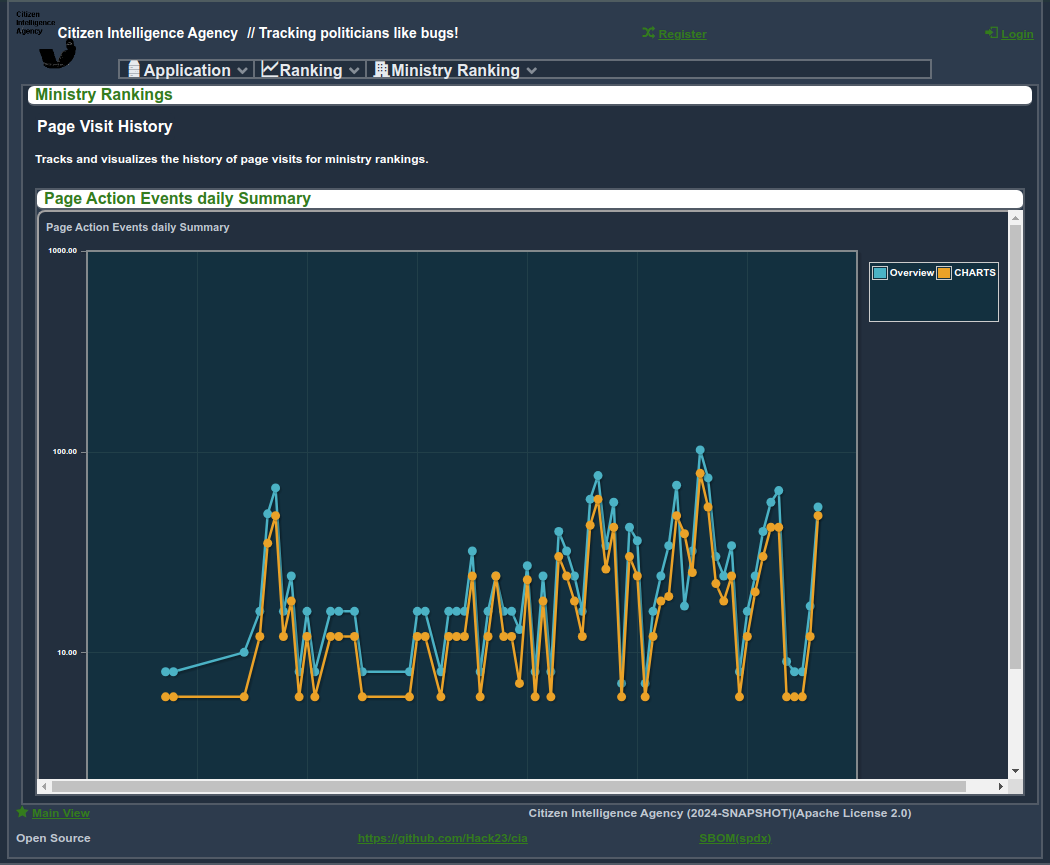 Citizen
Intelligence
Agency
Citizen Intelligence Agency // Tracking politicians like bugs!
Register
Login
Application
Ranking
Ministry Ranking
Ministry Rankings
Page Visit History
Tracks and visualizes the history of page visits for ministry rankings.
Page Action Events daily Summary
Page Action Events daily Summary
1000.00
Overview
CHARTS
100.00
10.00
Main View
Citizen Intelligence Agency (2024-SNAPSHOT)(Apache License 2.0)
Open Source
https://github.com/Hack23/cia
SBOM(spdx)